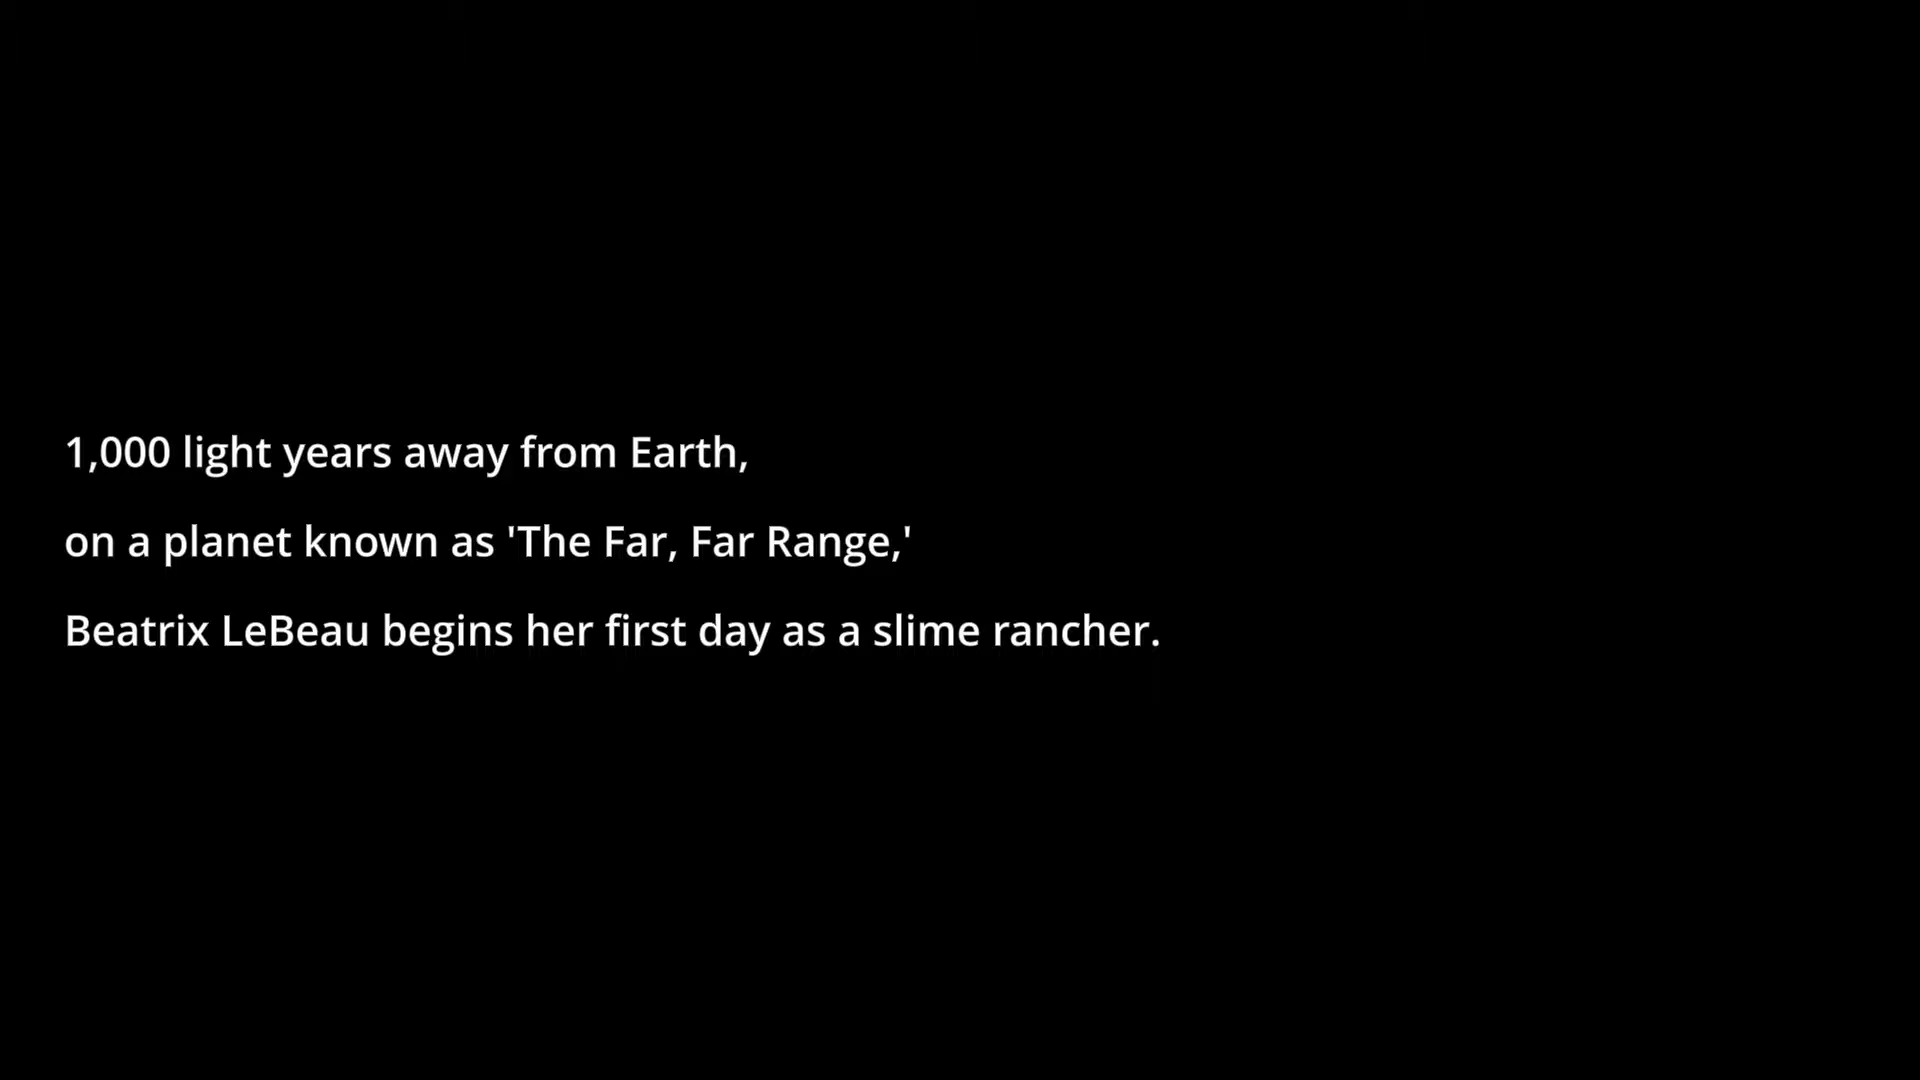 1,000 light years away from Earth,
on a planet known as 'The Far, Far Range,'
Beatrix LeBeau begins her first day as a slime rancher.